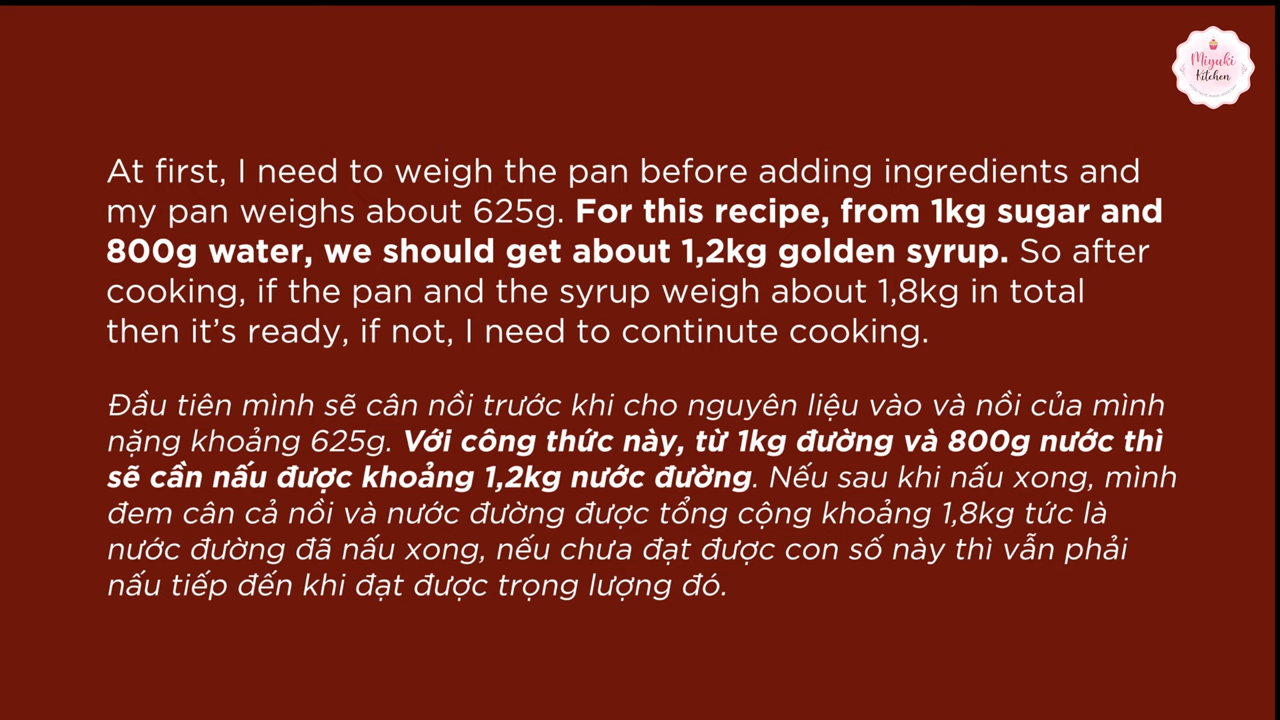 Miyuki
Kitchen
At first, I need to weigh the pan before adding ingredients and
my pan weighs about 625g. For this recipe, from 1kg sugar and
800g water, we should get about 1,2kg golden syrup. So after
cooking, if the pan and the syrup weigh about 1,8kg in total
then it’s ready, if not, I need to continute cooking.
Đầu tiên mình sẽ cân nồi trước khi cho nguyên liệu vào và nồi của mình
nặng khoảng 625g. Với công thức này, từ 1kg đường và 800g nước thì
sẽ cần nấu được khoảng 1,2kg nước đường. Nếu sau khi nấu xong, mình
đem cân cả nồi và nước đường được tổng cộng khoảng 1,8kg tức là
nước đường đã nấu xong, nếu chưa đạt được con số này thì vẫn phải
nấu tiếp đến khi đạt được trọng lượng đó.